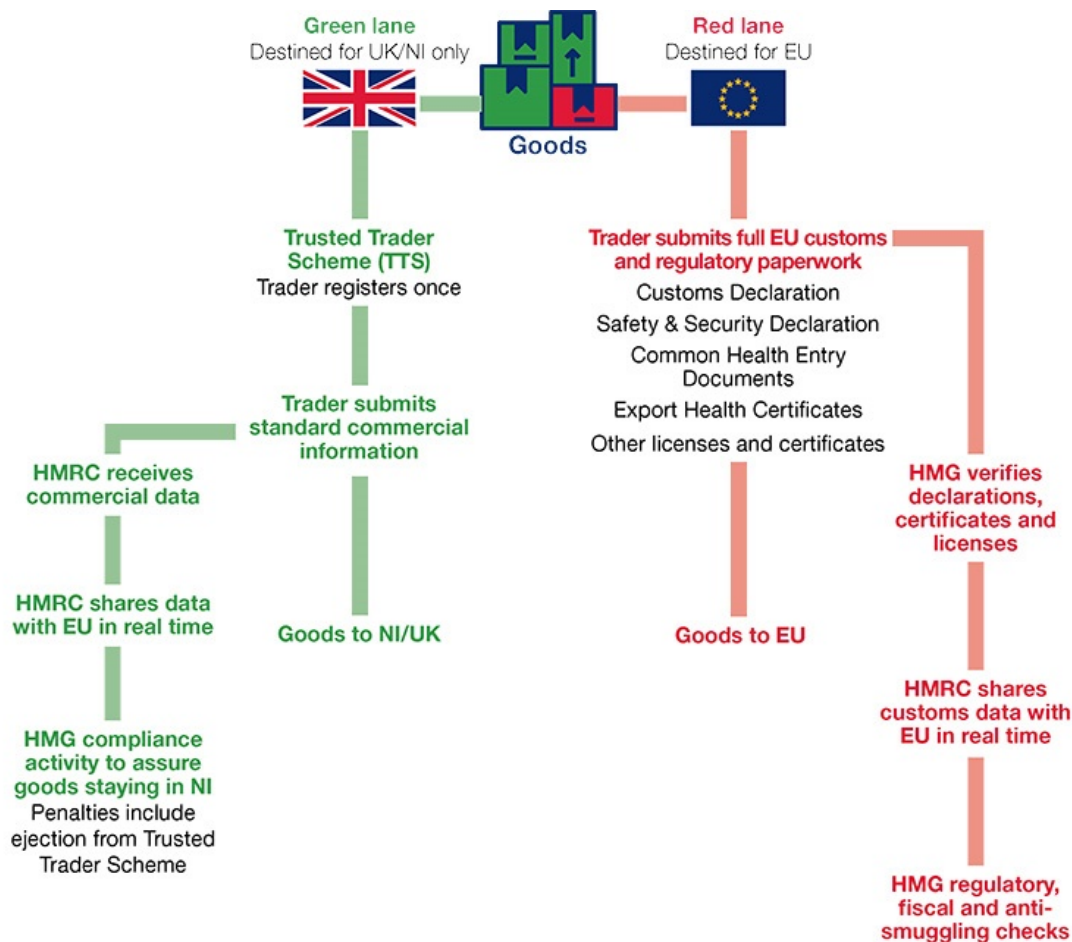 Green lane
Destined for UK/NI only
Red lane
Destined for EU
Goods
Trusted Trader
Scheme (TTS)
Trader registers once
Trader submits
standard commercial
information
HMRC receives
commercial data
HMRC shares data
with EU in real time
HMG compliance
activity to assure
goods staying in NI
Penalties include
ejection from Trusted
Trader Scheme
Goods to NI/UK
Trader submits full EU customs
and regulatory paperwork
Customs Declaration
Safety & Security Declaration
Common Health Entry
Documents
Export Health Certificates
Other licenses and certificates
Goods to EU
HMG verifies
declarations,
certificates and
licenses
HMRC shares
customs data with
EU in real time
HMG regulatory,
fiscal and anti-
smuggling checks